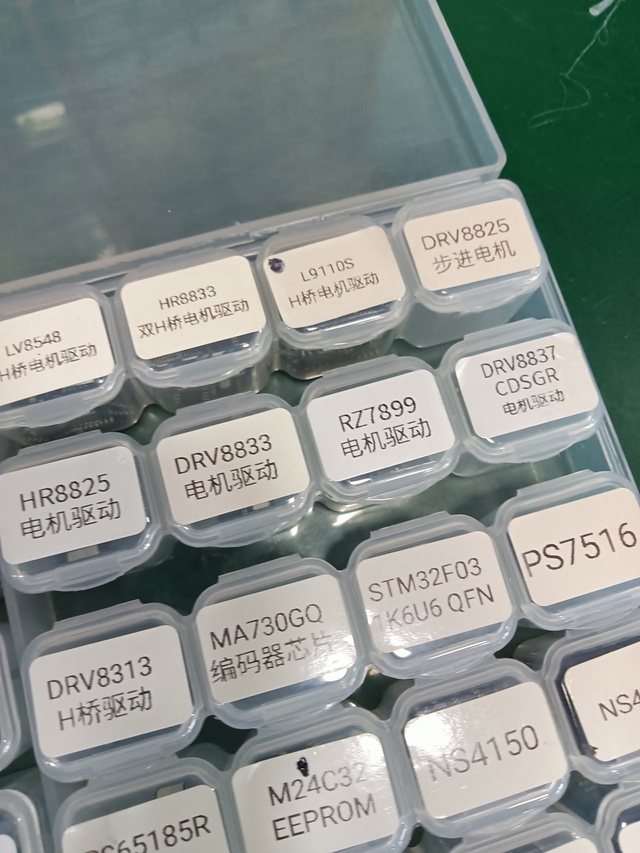 LV8548
H桥电机驱动
HR8833
双H桥电机驱动
L9110S
H桥电机驱动
DRV8825
步进电机
HR8825
电机驱动
DRV8833
电机驱动
RZ7899
电机驱动
DRV8837
CDSGR
电机驱动
DRV8313
H桥驱动
MA730GQ
编码器芯片
STM32F03
1K6U6 QFN
PS7516
M24C32
EEPROM
NS4150